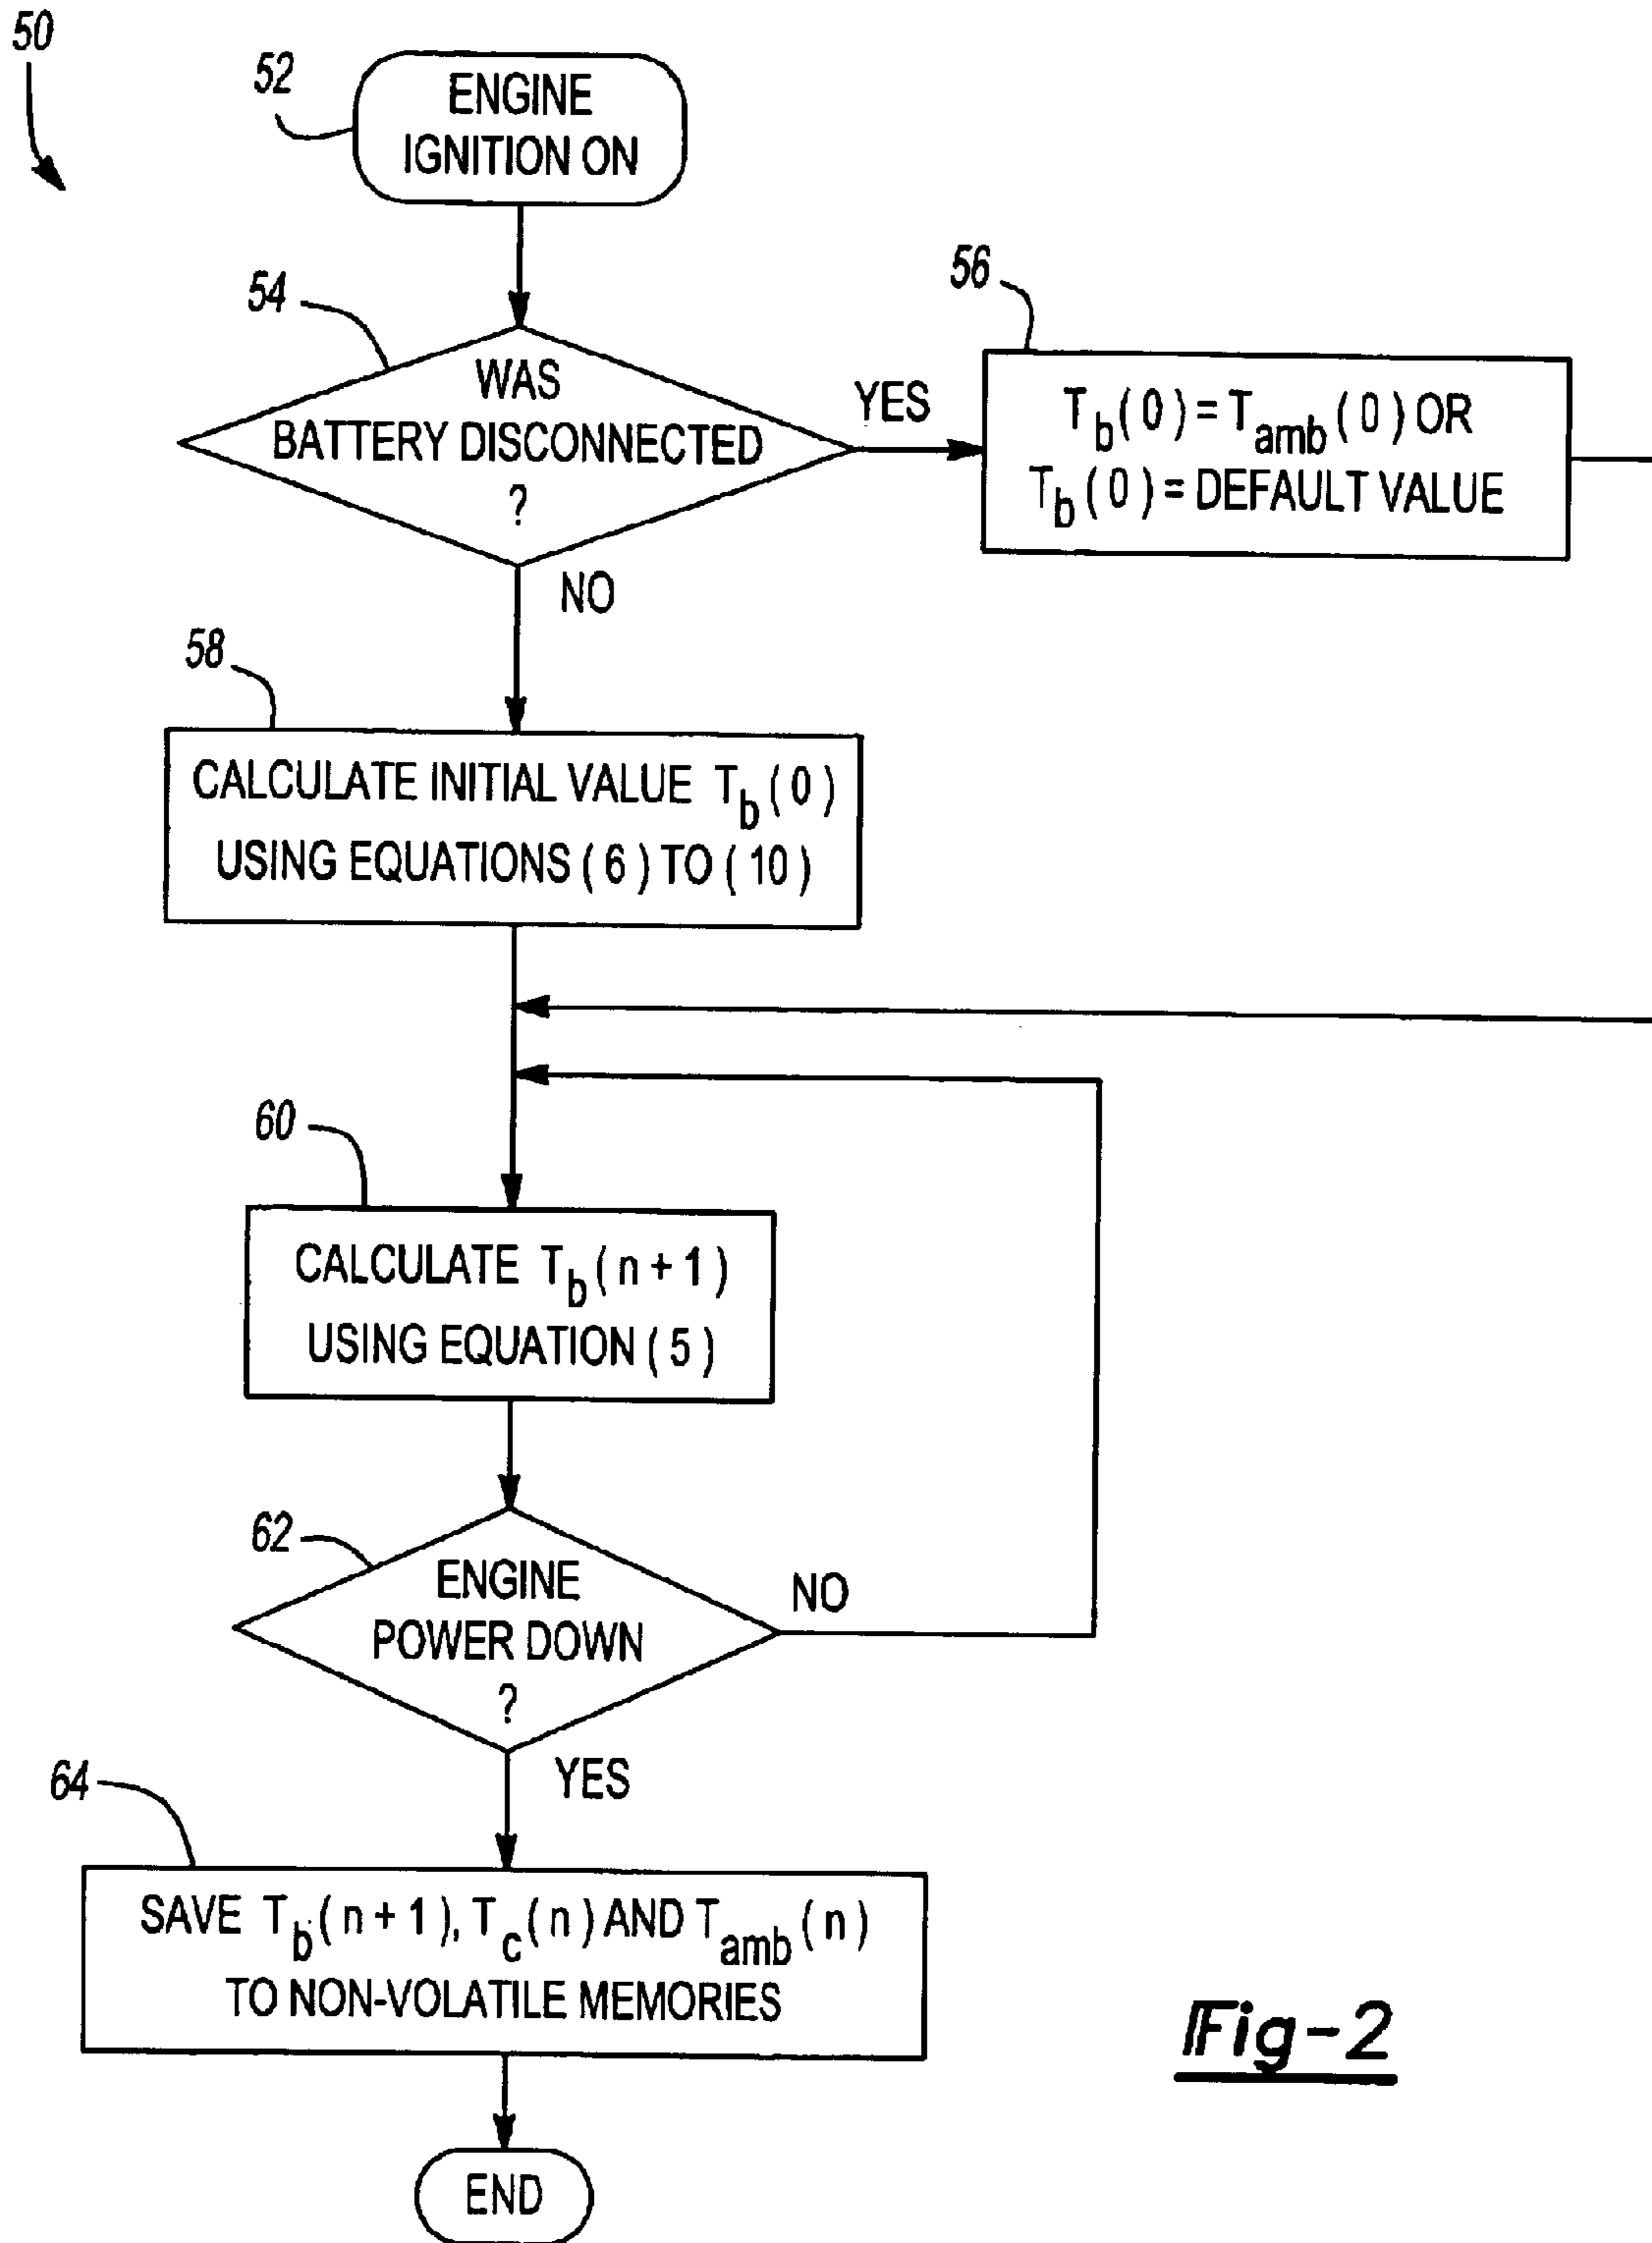 50
52
ENGINE
IGNITION ON
54
WAS
BATTERY DISCONNECTED
?
YES
NO
56
T_b(0) = T_amb(0) OR
T_b(0) = DEFAULT VALUE
58
CALCULATE INITIAL VALUE T_b(0)
USING EQUATIONS (6) TO (10)
60
CALCULATE T_b(n+1)
USING EQUATION (5)
62
ENGINE
POWER DOWN
?
NO
YES
64
SAVE T_b(n+1), T_c(n) AND T_amb(n)
TO NON-VOLATILE MEMORIES
END
Fig-2